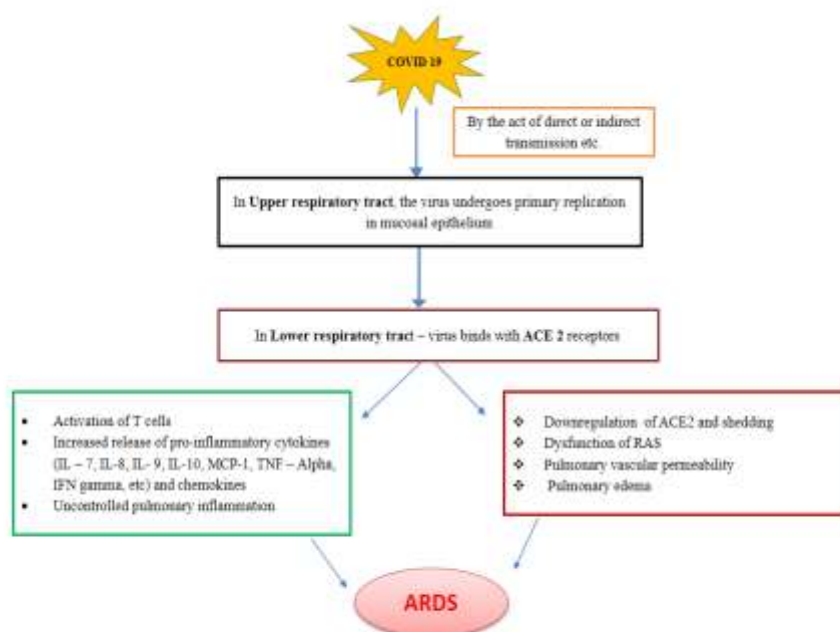 COVID 19
By the act of direct or indirect
transmission etc
In Upper respiratory tract, the virus undergoes primary replication
in mucosal epithelium
In Lower respiratory tract – virus binds with ACE 2 receptors
• Activation of T cells
• Increased release of pro-inflammatory cytokines
(IL – 7, IL-8, IL- 9, IL-10, MCP-1, TNF – Alpha,
IFN gamma, etc) and chemokines
• Uncontrolled pulmonary inflammation
❖ Downregulation of ACE2 and shedding
❖ Dysfunction of RAS
❖ Pulmonary vascular permeability
❖ Pulmonary edema
ARDS